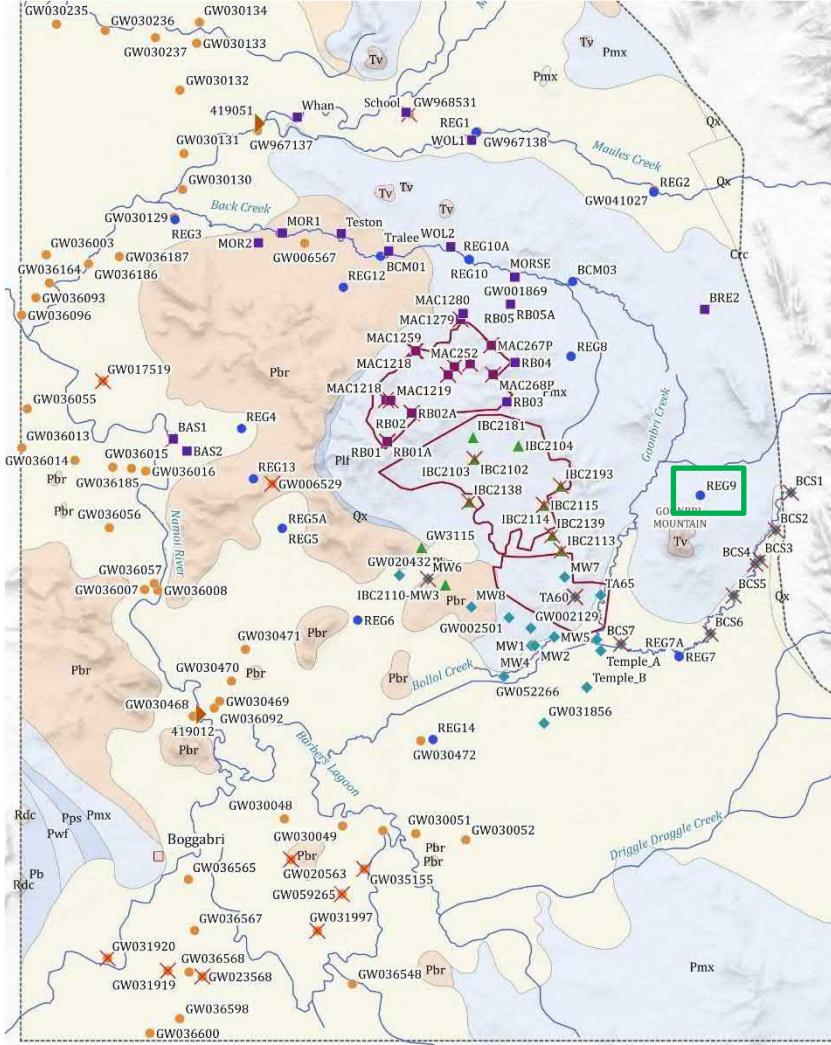 GW030235
GW030236
GW030134
GW030237
GW030133
Tv
Tv
Pmx
GW030132
Pmx
419051
Whan
School
GW968531
GW967137
REG1
WOL1
GW967138
Qx
Maules Creek
GW030131
GW030130
Tv
Tv
REG2
GW041027
Qx
Back Creek
GW030129
REG3
MOR1
Teston
Tv
MOR2
GW006567
Tralee
WOL2
BCM01
REG10A
REG10
Crc
GW036003
GW036187
GW036164
GW036186
REG12
MORSE
BCM03
GW036093
GW036096
MAC1280
MAC1279
GW001869
RB05
RB05A
BRE2
MAC1259
MAC267P
REG8
MAC1218
MAC252
RB04
Pbr
GW017519
MAC1218
MAC1219
MAC268P
Pmx
GW036055
RB02A
RB03
Goonbri Creek
BAS1
REG4
RB02
IBC2181
GW036013
BAS2
RB01
RB01A
IBC2104
GW036014
GW036015
Plf
IBC2103
IBC2102
GW036016
REG13
IBC2193
REG9
BCS1
Pbr
GW036185
GW006529
IBC2138
IBC2115
Pbr
GW036056
REG5A
Qx
IBC2114
GOONBRI
MOUNTAIN
BCS2
REG5
IBC2139
Tv
Namoi River
GW3115
IBC2113
GW020432
MW6
BCS4
BCS3
GW036057
MW7
GW036007
GW036008
IBC2110-MW3
Pbr
MW8
TA60
TA65
BCS5
Qx
GW002129
REG6
GW002501
MW5
BCS7
BCS6
GW030471
Pbr
MW1
MW2
REG7A
REG7
Temple_A
GW030470
Pbr
Pbr
Bollol Creek
MW4
Temple_B
GW030468
GW030469
GW052266
GW036092
419012
GW031856
Pbr
Barbers Lagoon
REG14
GW030472
Rdc
Pps
Pmx
Pwf
GW030048
Boggabri
GW030049
GW030051
GW030052
Driggle Draggle Creek
Pbr
Pbr
Pbr
Pb
Rdc
GW036565
GW020563
GW035155
GW059265
GW036567
GW031997
GW031920
GW036568
GW031919
GW023568
GW036548
Pbr
Pmx
GW036598
GW036600